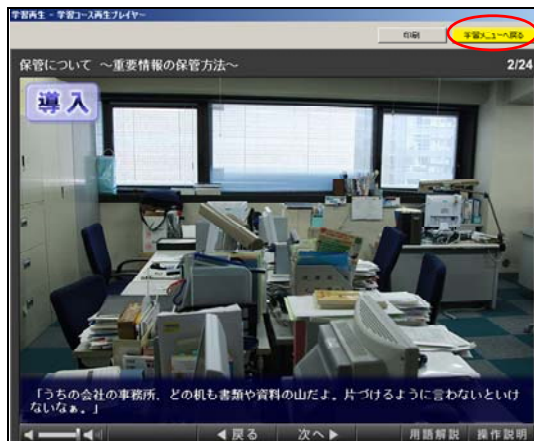 学習再生 - 学習コース再生プレイヤー
印刷
学習メニューへ戻る
保管について ～重要情報の保管方法～
2/24
導入
「うちの会社の事務所、どの机も書類や資料の山だよ。片づけるように言わないといけ
ないなぁ。」
◀戻る
次へ▶
用語解説
操作説明